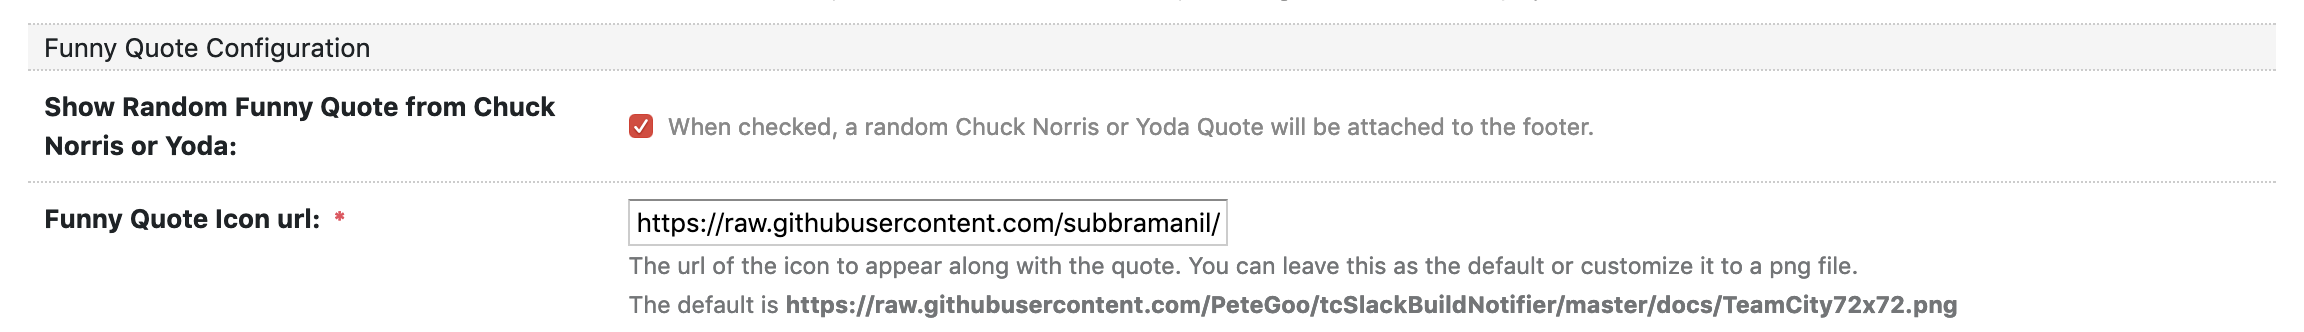 Funny Quote Configuration
Show Random Funny Quote from Chuck
Norris or Yoda:
When checked, a random Chuck Norris or Yoda Quote will be attached to the footer.
Funny Quote Icon url: *
https://raw.githubusercontent.com/subbramanil/
The url of the icon to appear along with the quote. You can leave this as the default or customize it to a png file.
The default is https://raw.githubusercontent.com/PeteGoo/tcSlackBuildNotifier/master/docs/TeamCity72x72.png